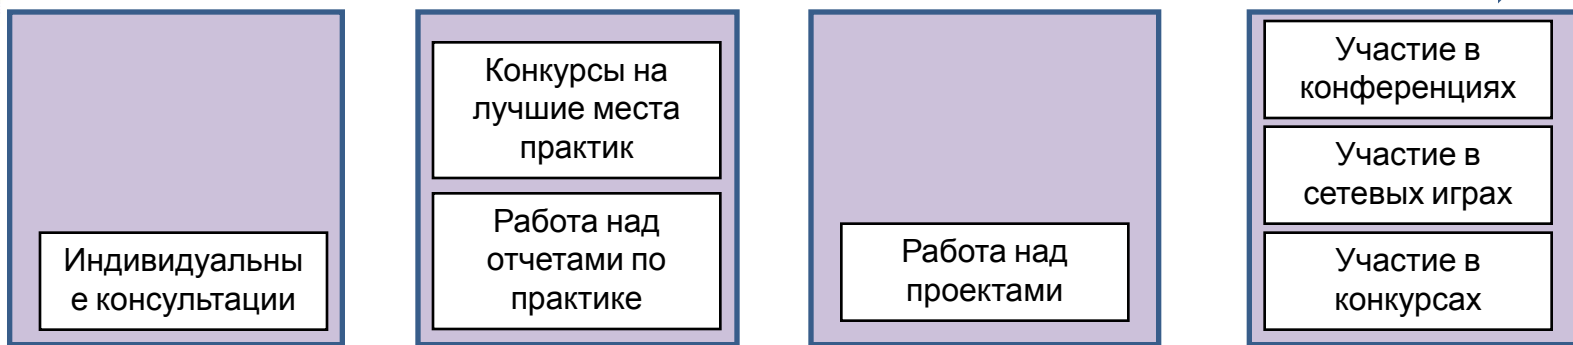 Индивидуальны
е консультации
Конкурсы на
лучшие места
практик
Работа над
отчетами по
практике
Работа над
проектами
Участие в
конференциях
Участие в
сетевых играх
Участие в
конкурсах